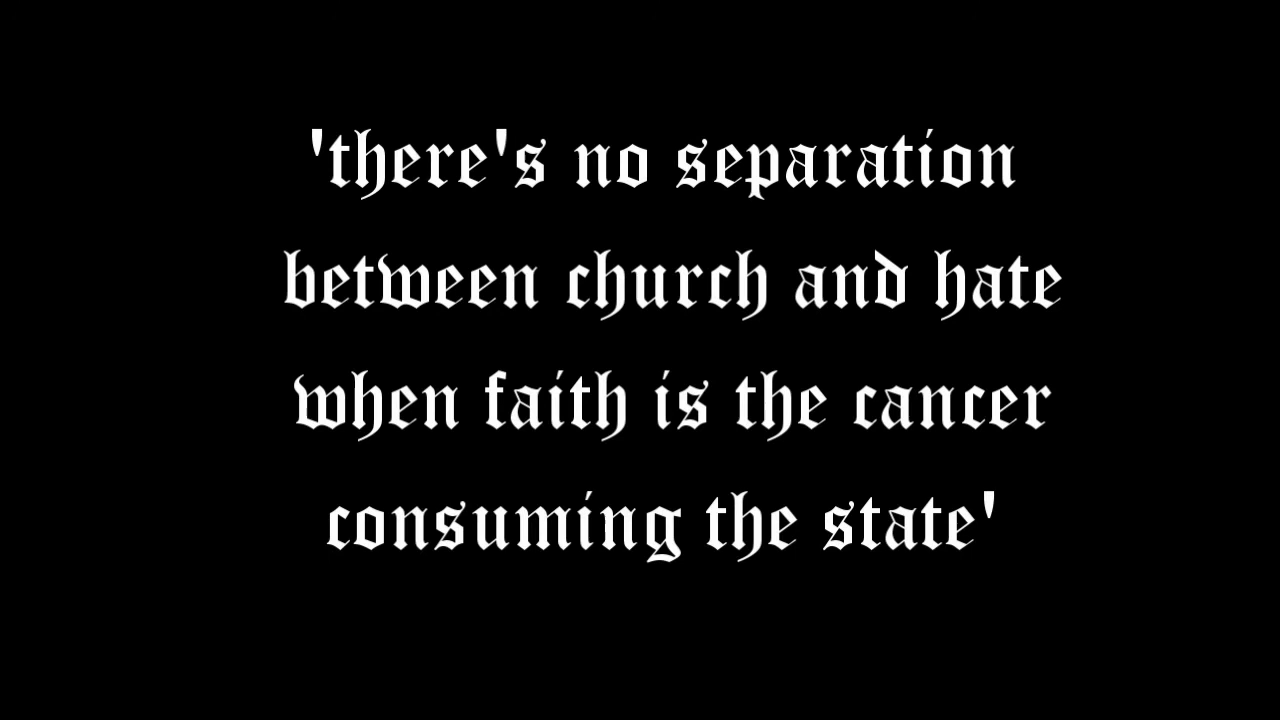 'there's no separation
between church and hate
when faith is the cancer
consuming the state'